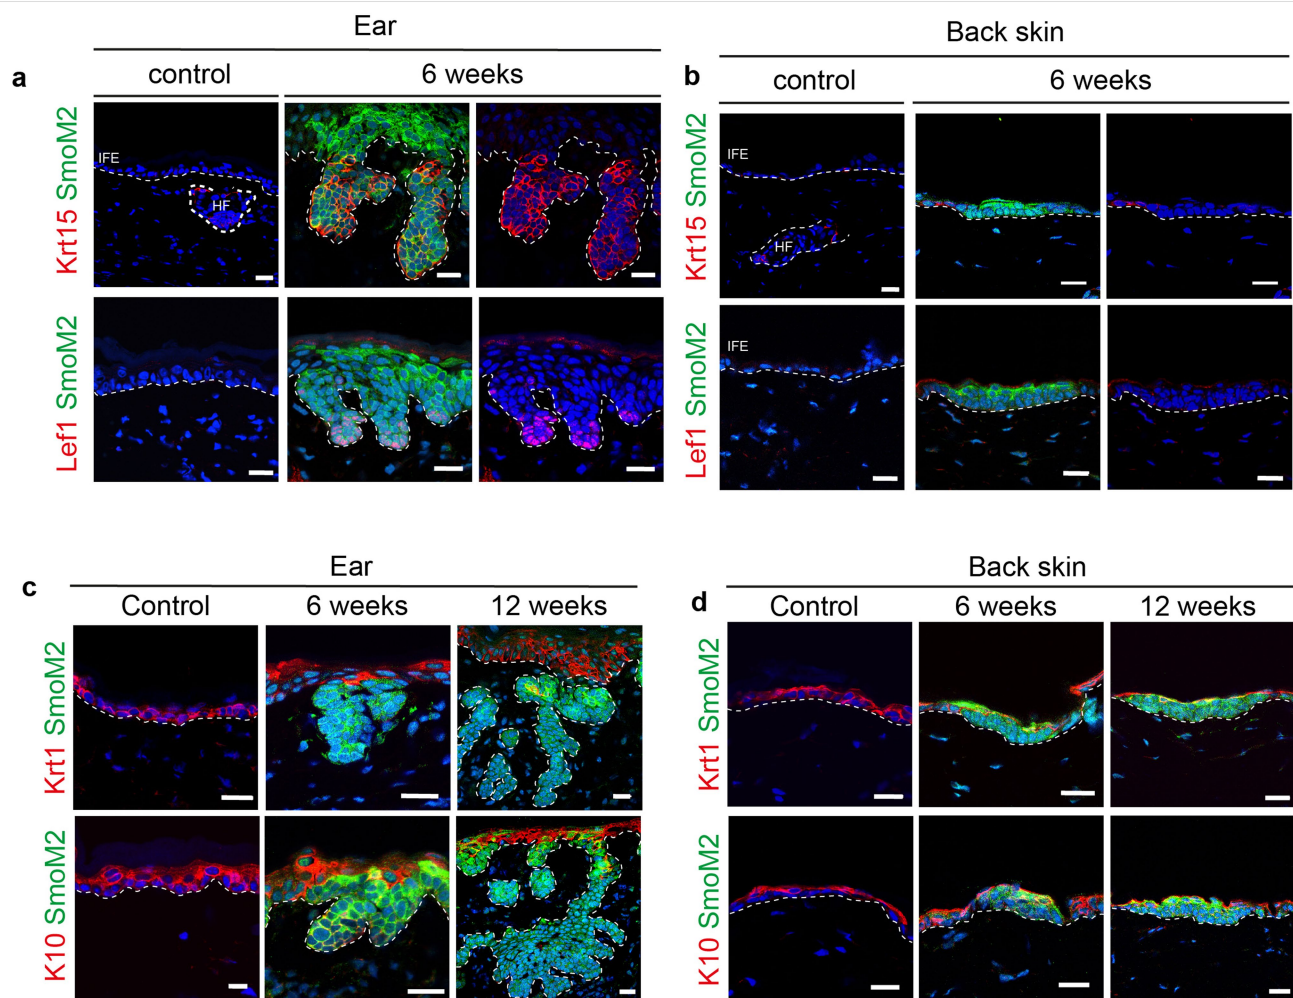 Ear
a
control
6 weeks
Krt15 SmoM2
IFE
HF
Lef1 SmoM2
Back skin
b
control
6 weeks
Krt15 SmoM2
IFE
HF
Lef1 SmoM2
IFE
Ear
c
Control
6 weeks
12 weeks
Krt1 SmoM2
K10 SmoM2
Back skin
d
Control
6 weeks
12 weeks
Krt1 SmoM2
K10 SmoM2